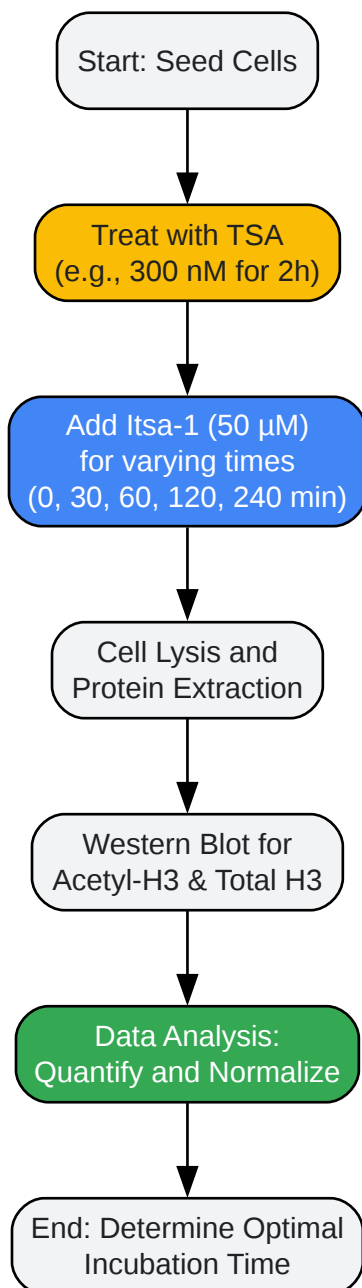 Start: Seed Cells
Treat with TSA
(e.g., 300 nM for 2h)
Add Itsa-1 (50 µM)
for varying times
(0, 30, 60, 120, 240 min)
Cell Lysis and
Protein Extraction
Western Blot for
Acetyl-H3 & Total H3
Data Analysis:
Quantify and Normalize
End: Determine Optimal
Incubation Time